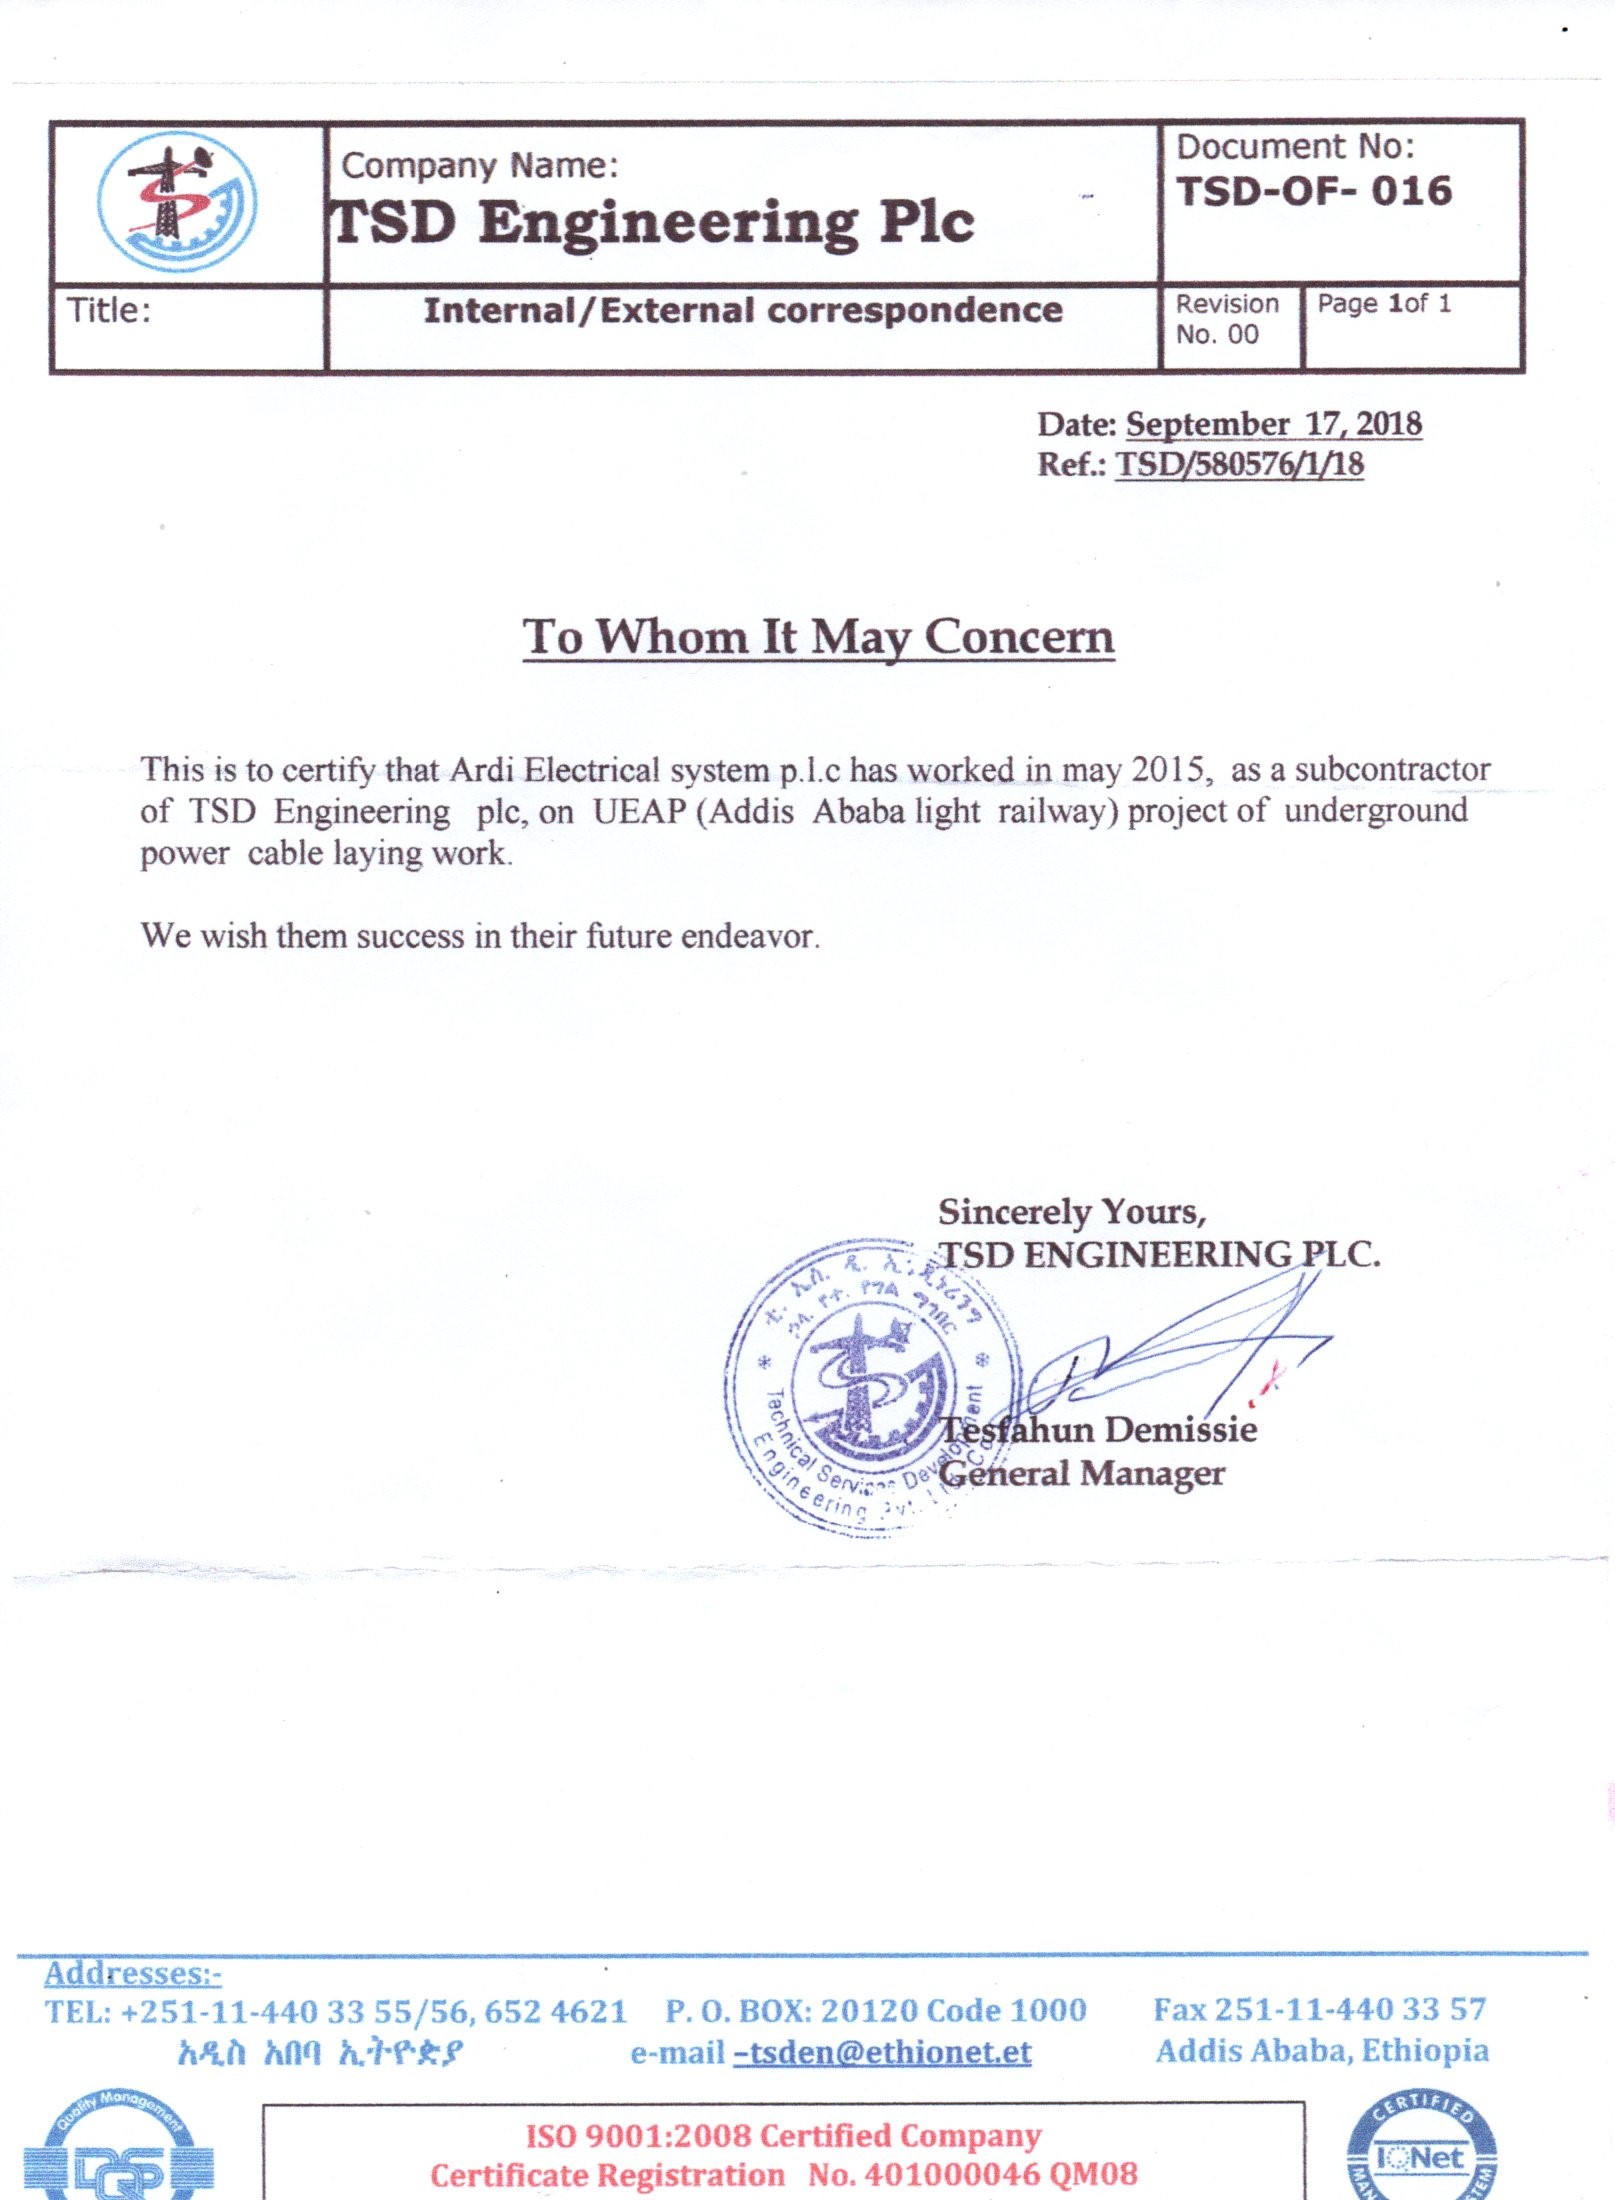 Company Name:
TSD Engineering Plc
Document No:
TSD-OF- 016
Title:
Internal/External correspondence
Revision
No. 00
Page 1of 1
Date: September 17, 2018
Ref.: TSD/580576/1/18
To Whom It May Concern
This is to certify that Ardi Electrical system p.l.c has worked in may 2015, as a subcontractor
of TSD Engineering plc, on UEAP (Addis Ababa light railway) project of underground
power cable laying work.
We wish them success in their future endeavor.
Sincerely Yours,
TSD ENGINEERING PLC.
Technical Services Development
Engineering
Tesfahun Demissie
General Manager
Addresses:-
TEL: +251-11-440 33 55/56, 652 4621 P. O. BOX: 20120 Code 1000 Fax 251-11-440 33 57
አዲስ አበባ ኢትዮጵያ e-mail –tsden@ethionet.et Addis Ababa, Ethiopia
Quality Management
DQS
ISO 9001:2008 Certified Company
Certificate Registration No. 401000046 QM08
CERTIFIED
IQNet